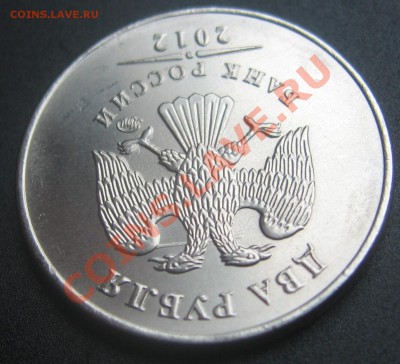 COINS.LAVE.RU
ДВА РУБЛЯ
БАНК РОССИИ
2012
COINS.LAVE.RU